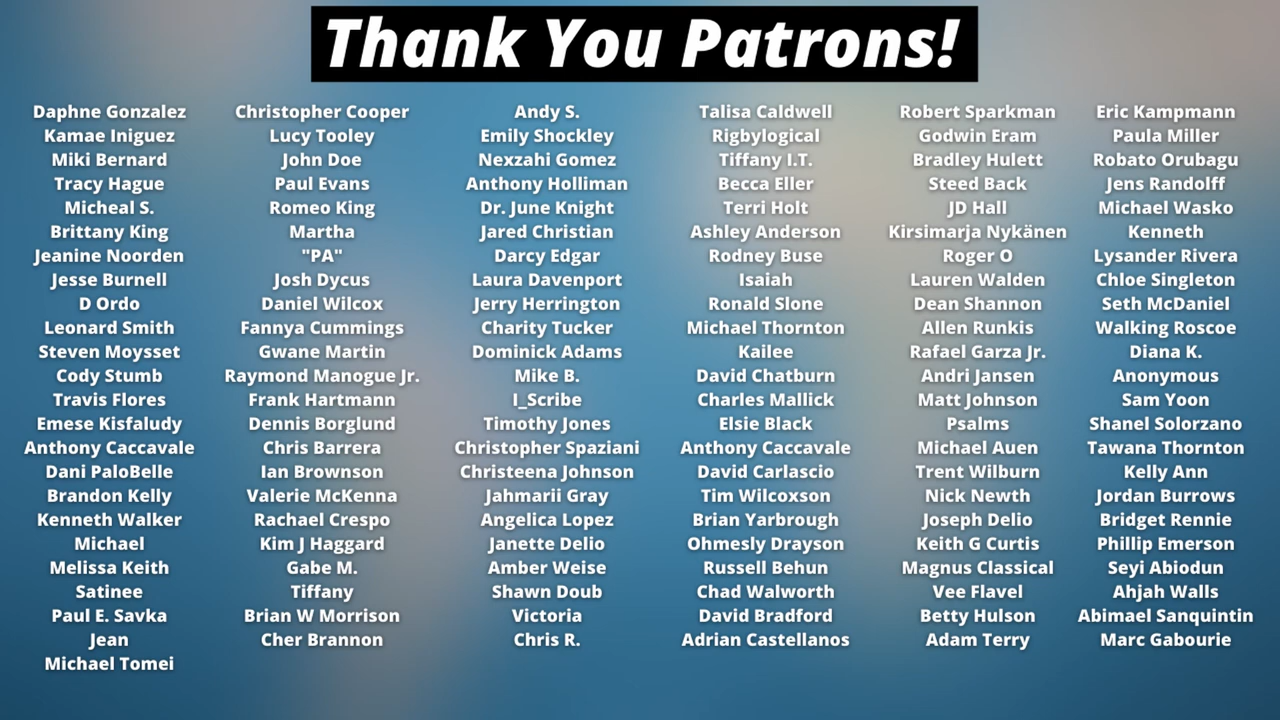 Thank You Patrons!
Daphne Gonzalez
Kamae Iniguez
Miki Bernard
Tracy Hague
Micheal S.
Brittany King
Jeanine Noorden
Jesse Burnell
D Ordo
Leonard Smith
Steven Moysset
Cody Stumb
Travis Flores
Emese Kisfaludy
Anthony Caccavale
Dani PaloBelle
Brandon Kelly
Kenneth Walker
Michael
Melissa Keith
Satinee
Paul E. Savka
Jean
Michael Tomei
Christopher Cooper
Lucy Tooley
John Doe
Paul Evans
Romeo King
Martha
"PA"
Josh Dycus
Daniel Wilcox
Fannya Cummings
Gwane Martin
Raymond Manogue Jr.
Frank Hartmann
Dennis Borglund
Chris Barrera
Ian Brownson
Valerie McKenna
Rachael Crespo
Kim J Haggard
Gabe M.
Tiffany
Brian W Morrison
Cher Brannon
Andy S.
Emily Shockley
Nexzahi Gomez
Anthony Holliman
Dr. June Knight
Jared Christian
Darcy Edgar
Laura Davenport
Jerry Herrington
Charity Tucker
Dominick Adams
Mike B.
I_Scribe
Timothy Jones
Christopher Spaziani
Christeena Johnson
Jahmarii Gray
Angelica Lopez
Janette Delio
Amber Weise
Shawn Doub
Victoria
Chris R.
Talisa Caldwell
Rigbylogical
Tiffany I.T.
Becca Eller
Terri Holt
Ashley Anderson
Rodney Buse
Isaiah
Ronald Slone
Michael Thornton
Kailee
David Chatburn
Charles Mallick
Elsie Black
Anthony Caccavale
David Carlascio
Tim Wilcoxson
Brian Yarbrough
Ohmesly Drayson
Russell Behun
Chad Walworth
David Bradford
Adrian Castellanos
Robert Sparkman
Godwin Eram
Bradley Hulett
Steed Back
JD Hall
Kirsimarja Nykänen
Roger O
Lauren Walden
Dean Shannon
Allen Runkis
Rafael Garza Jr.
Andri Jansen
Matt Johnson
Psalms
Michael Auen
Trent Wilburn
Nick Newth
Joseph Delio
Keith G Curtis
Magnus Classical
Vee Flavel
Betty Hulson
Adam Terry
Eric Kampmann
Paula Miller
Robato Orubagu
Jens Randolff
Michael Wasko
Kenneth
Lysander Rivera
Chloe Singleton
Seth McDaniel
Walking Roscoe
Diana K.
Anonymous
Sam Yoon
Shanel Solorzano
Tawana Thornton
Kelly Ann
Jordan Burrows
Bridget Rennie
Phillip Emerson
Seyi Abiodun
Ahjah Walls
Abimael Sanquintin
Marc Gabourie